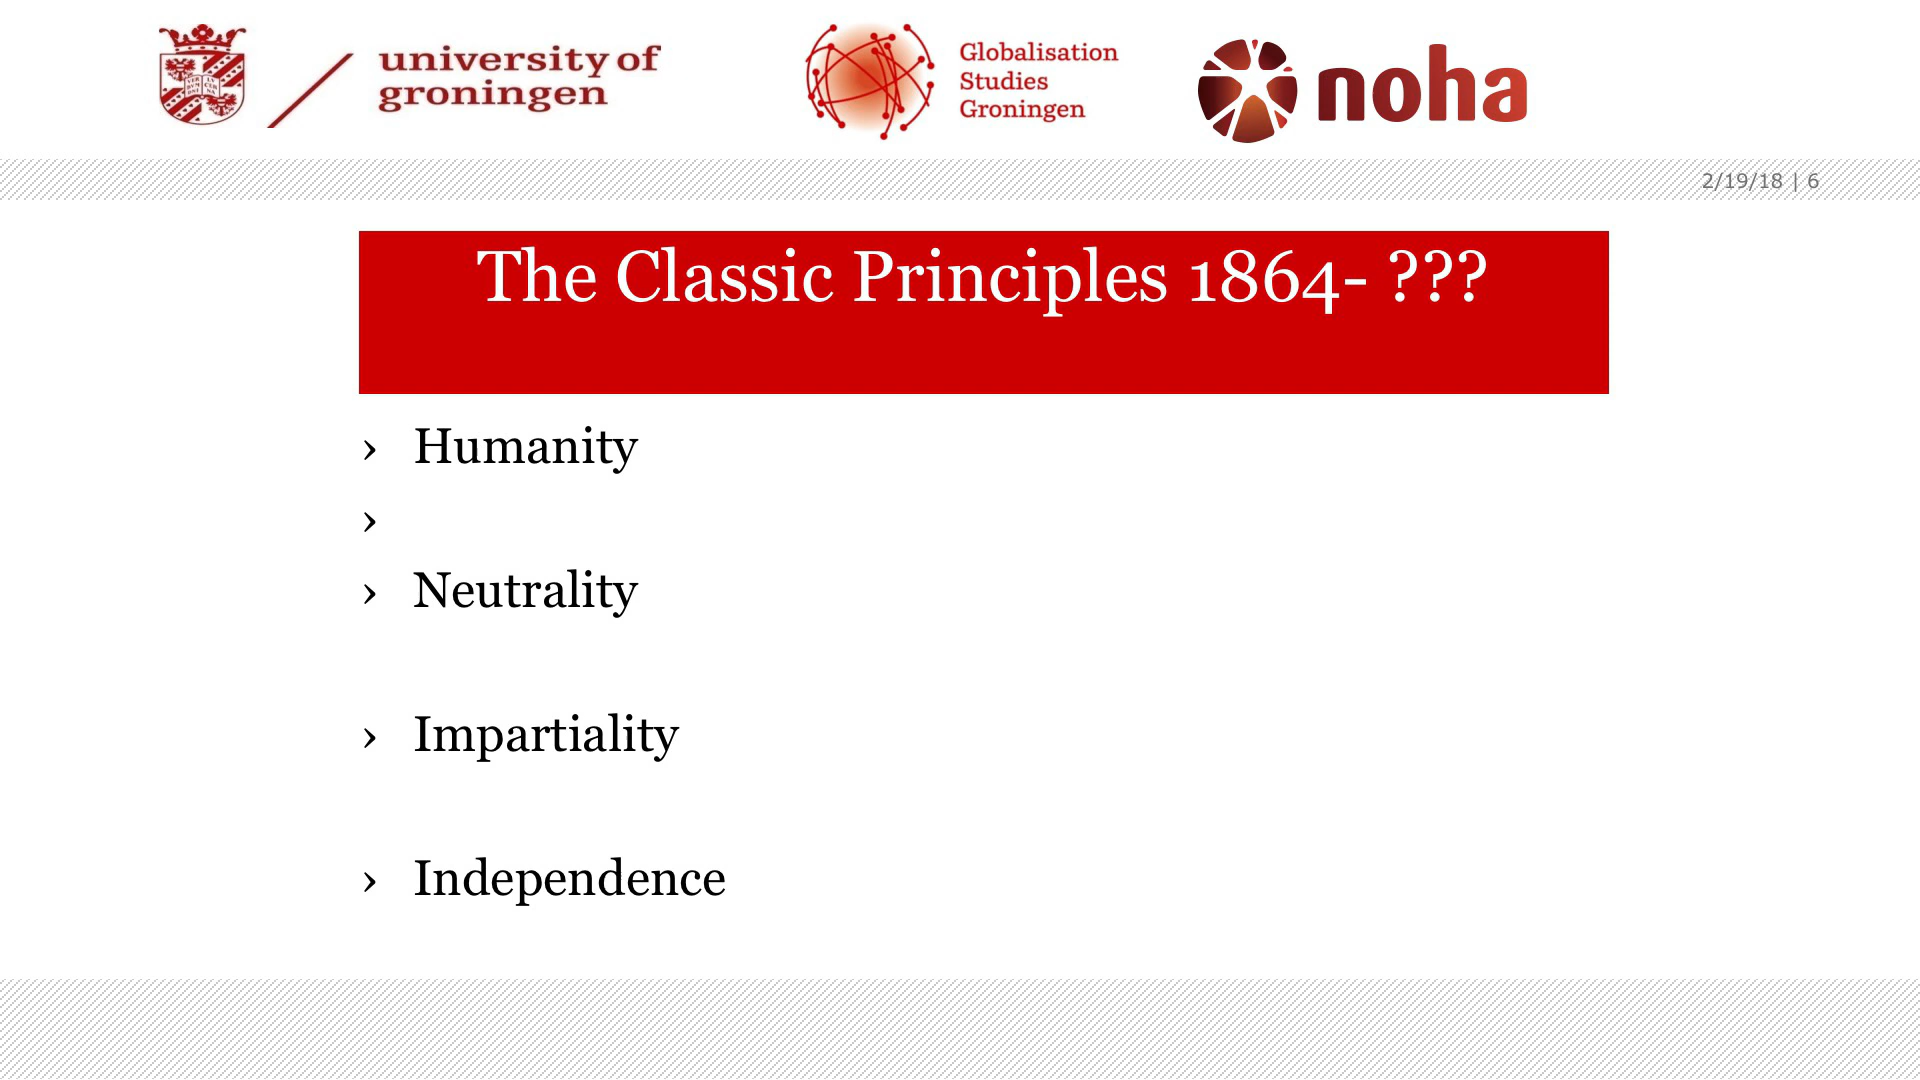 university of
groningen
Globalisation
Studies
Groningen
noha
2/19/18 | 6
The Classic Principles 1864- ???
› Humanity
›
› Neutrality
› Impartiality
› Independence